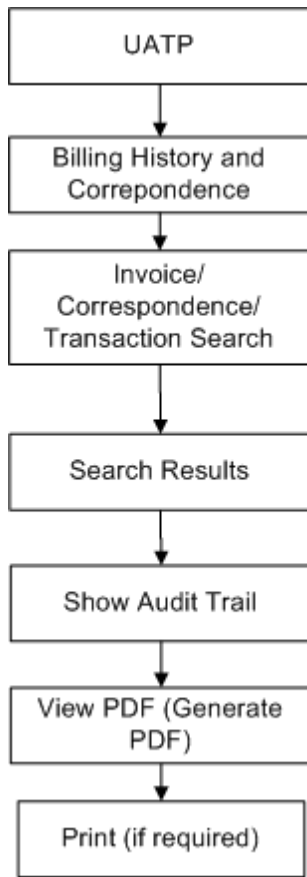 UATP
Billing History and
Correpondence
Invoice/
Correspondence/
Transaction Search
Search Results
Show Audit Trail
View PDF (Generate
PDF)
Print (if required)